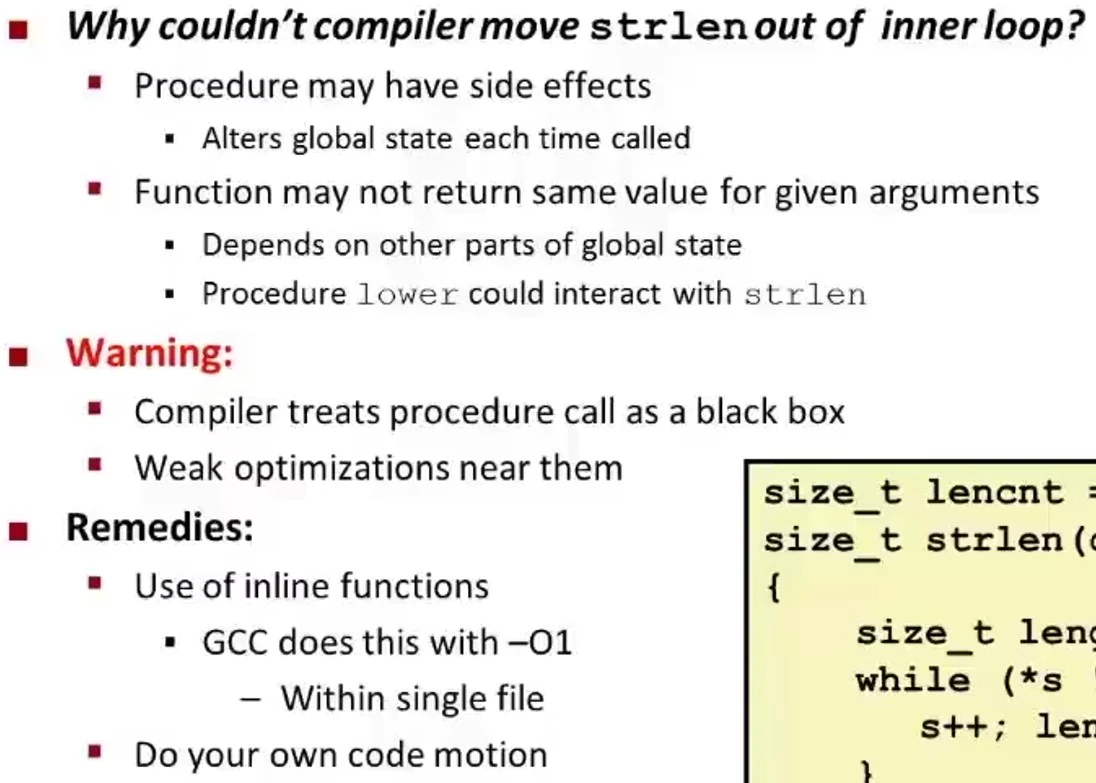 Why couldn't compiler move strlen out of inner loop?
Procedure may have side effects
Alters global state each time called
Function may not return same value for given arguments
Depends on other parts of global state
Procedure lower could interact with strlen
Warning:
Compiler treats procedure call as a black box
Weak optimizations near them
Remedies:
Use of inline functions
GCC does this with –O1
– Within single file
Do your own code motion
size_t lencnt =
size_t strlen(
{
size_t
while (*s
s++;
}